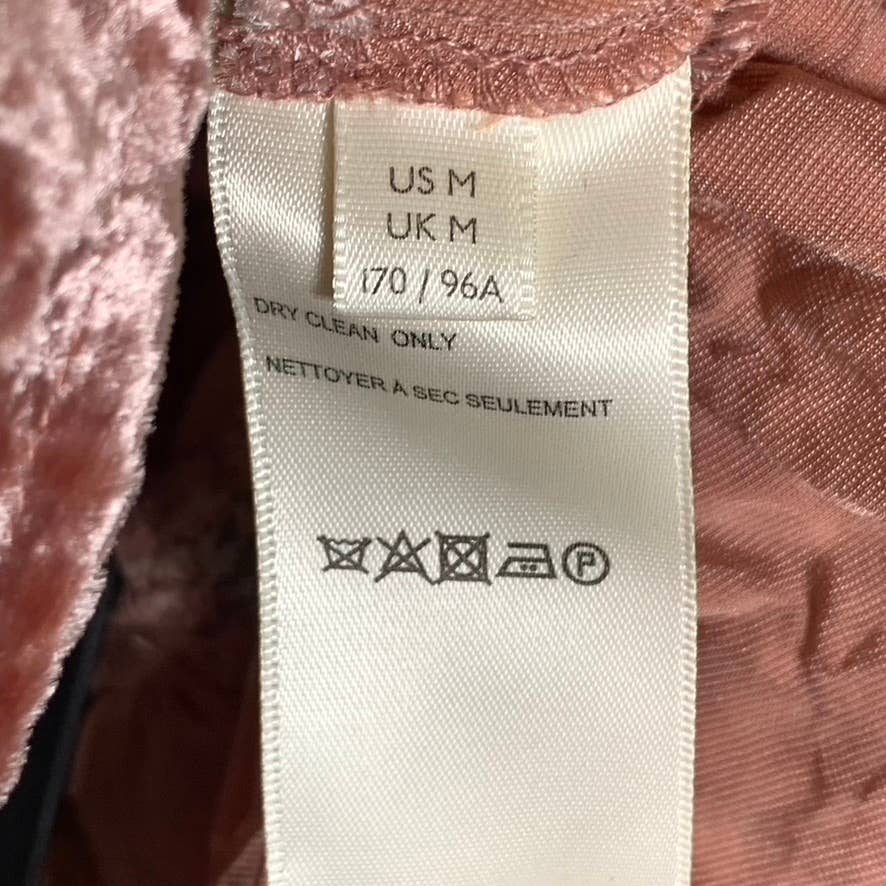 US M
UK M
170 / 96A
DRY CLEAN ONLY
NETTOYER A SEC SEULEMENT
P